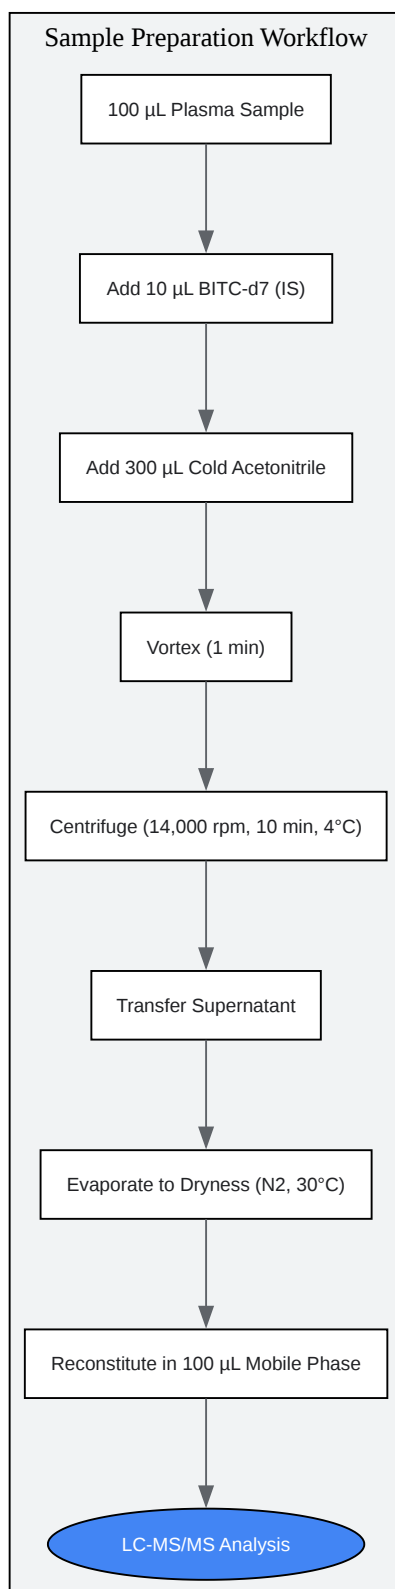 Sample Preparation Workflow
100 µL Plasma Sample
Add 10 µL BITC-d7 (IS)
Add 300 µL Cold Acetonitrile
Vortex (1 min)
Centrifuge (14,000 rpm, 10 min, 4°C)
Transfer Supernatant
Evaporate to Dryness (N2, 30°C)
Reconstitute in 100 µL Mobile Phase
LC-MS/MS Analysis